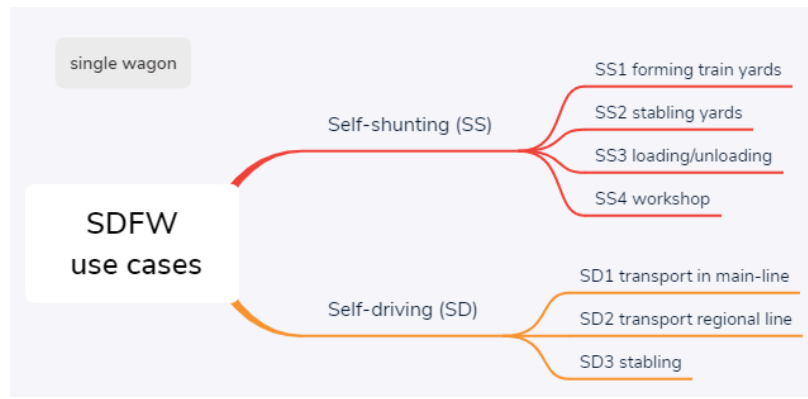 single wagon
SDFW
use cases
Self-shunting (SS)
SS1 forming train yards
SS2 stabling yards
SS3 loading/unloading
SS4 workshop
Self-driving (SD)
SD1 transport in main-line
SD2 transport regional line
SD3 stabling